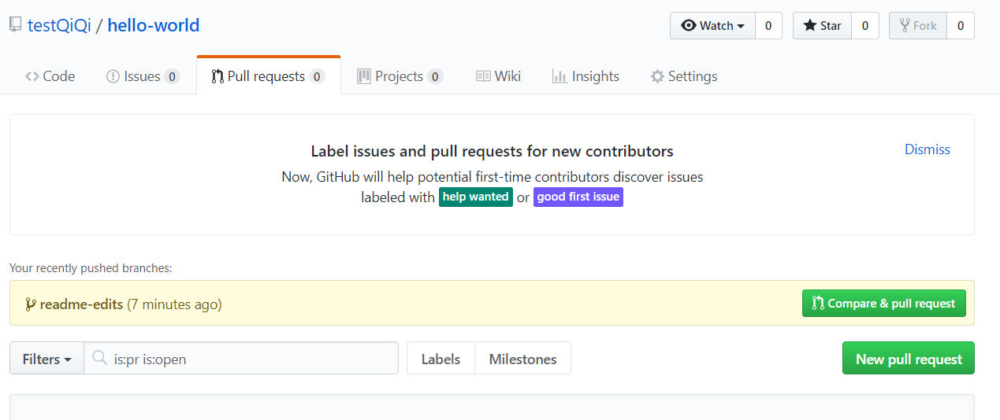 testQiQi / hello-world Watch 0 Star 0 Fork 0
Code Issues 0 Pull requests 0 Projects 0 Wiki Insights Settings
Label issues and pull requests for new contributors Dismiss
Now, GitHub will help potential first-time contributors discover issues
labeled with help wanted or good first issue
Your recently pushed branches:
readme-edits (7 minutes ago) Compare & pull request
Filters is:pr is:open Labels Milestones New pull request